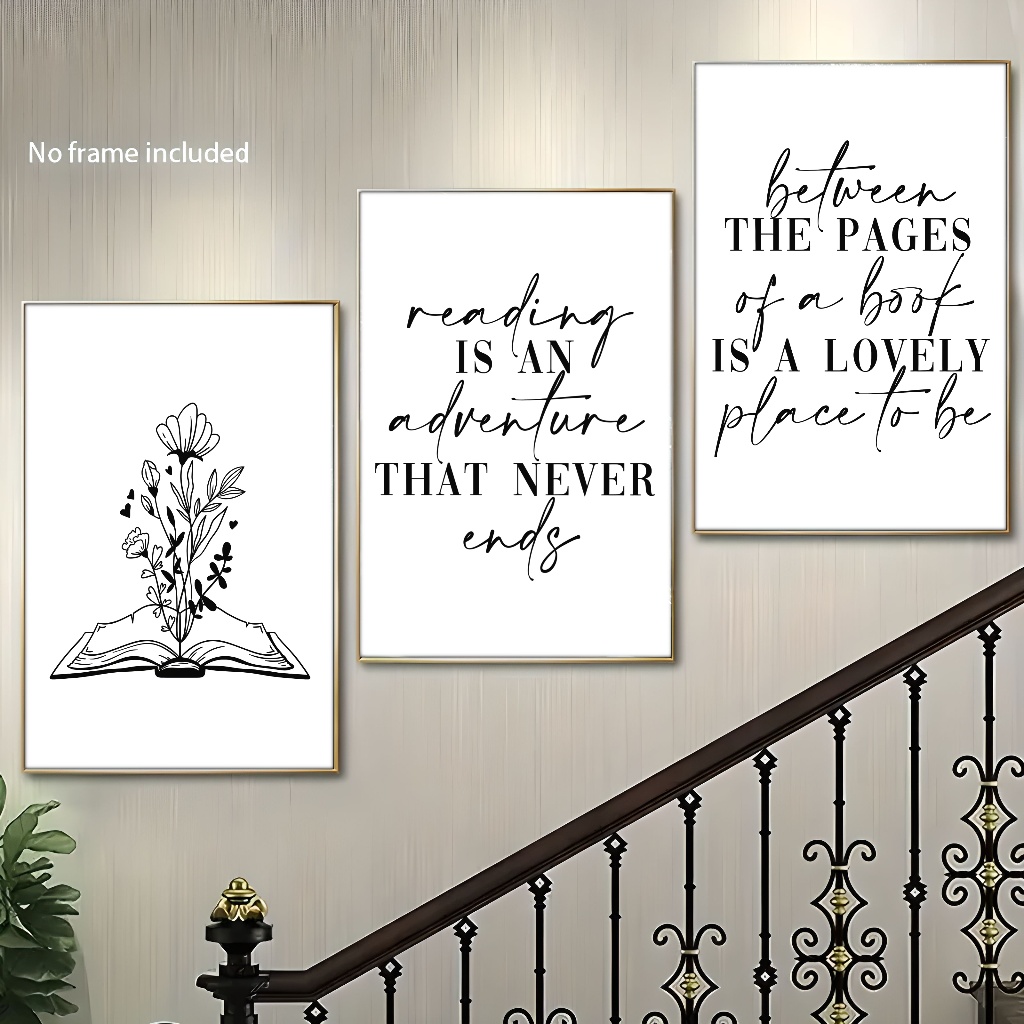 No frame included
reading
IS AN
adventure
THAT NEVER
ends
between
THE PAGES
of a book
IS A LOVELY
place to be